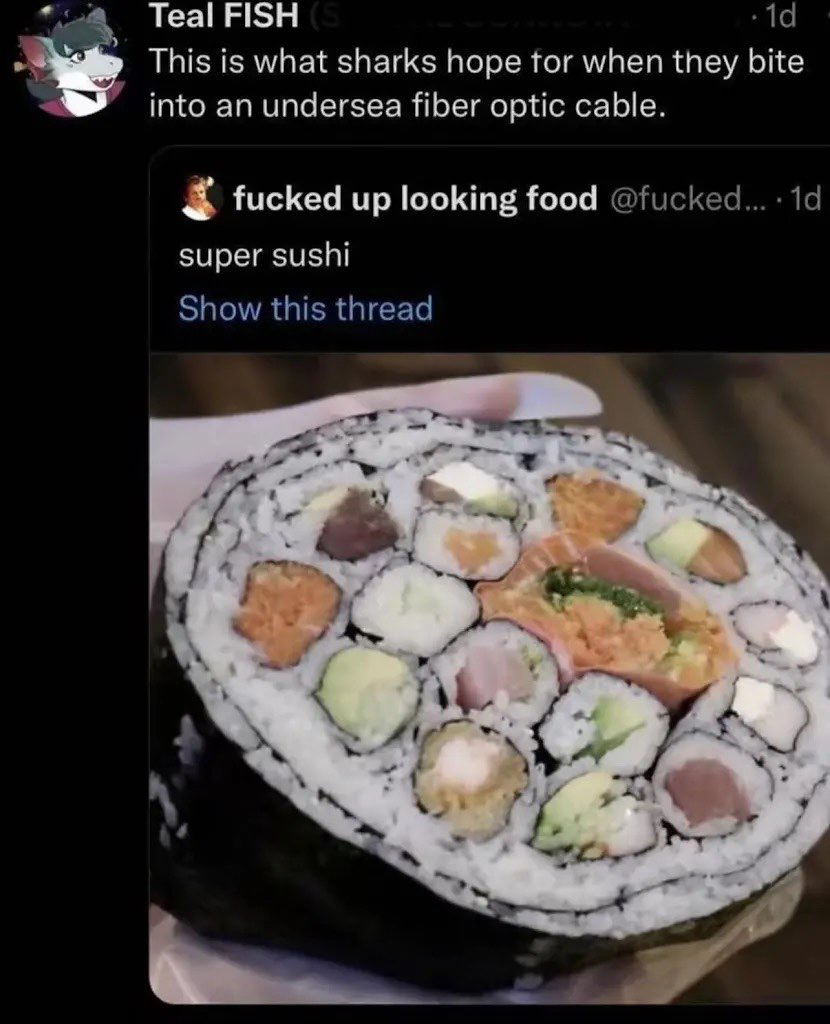 Teal FISH · 1d
This is what sharks hope for when they bite
into an undersea fiber optic cable.
fucked up looking food @fucked... · 1d
super sushi
Show this thread